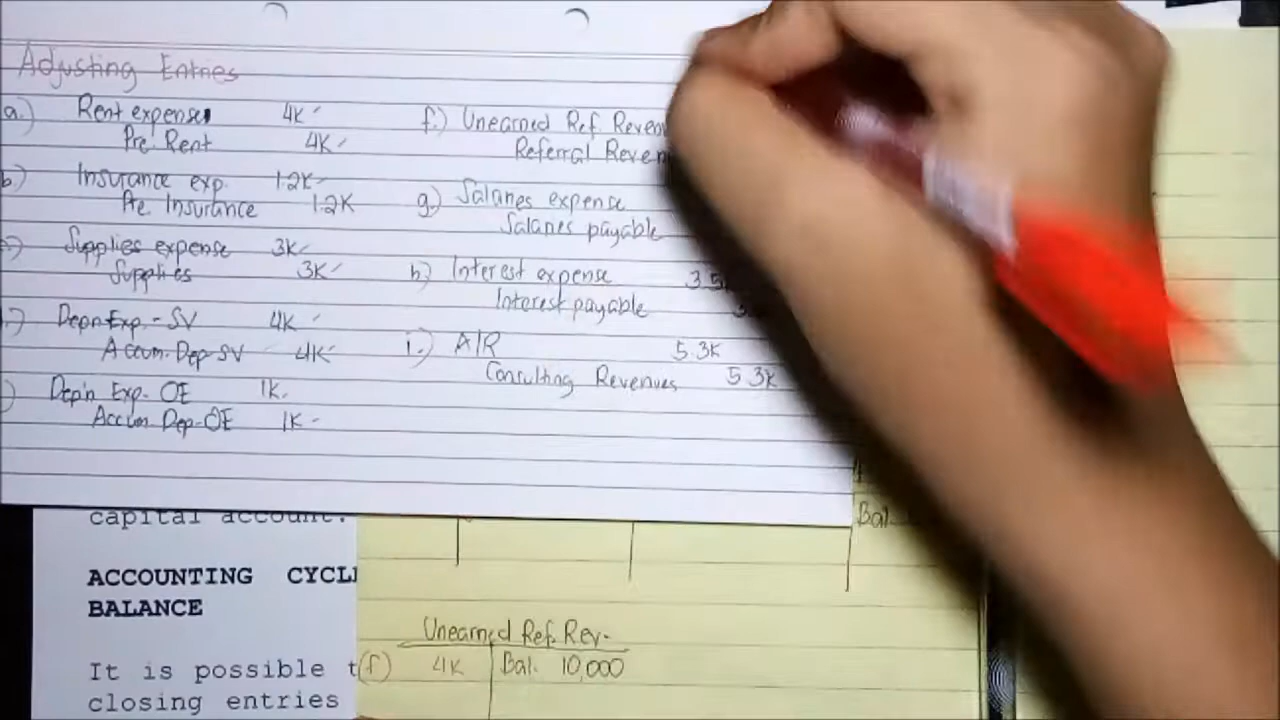 Adjusting Entries
a.) Rent expense 4K
Pre. Rent 4K
b) Insurance exp. 1.2K
Pre. Insurance 1.2K
Supplies expense 3K
Supplies 3K
Depn Exp. - SV 4K
Accum. Dep-SV 4K
Dep'n Exp. OE 1K
Accum Dep-OE 1K
f.) Unearned Ref. Reven
Referral Reven
g) Salaries expense
Salaries payable
h) Interest expense 3.5
Interest payable 3
i.) A/R 5.3K
Consulting Revenues 5.3K
Bal.
capital account.
ACCOUNTING CYCL
BALANCE
It is possible t
closing entries
Unearned Ref. Rev.
(f) 4K Bal. 10,000